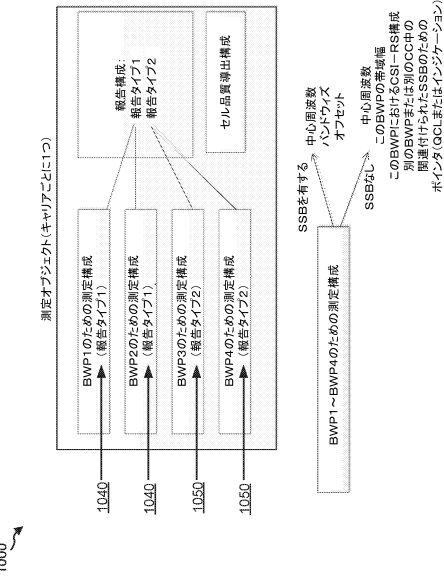 1000
測定オブジェクト(キャリアごとに1つ)
BWP1のための測定構成
(報告タイプ1)
BWP2のための測定構成
(報告タイプ1)
BWP3のための測定構成
(報告タイプ2)
BWP4のための測定構成
(報告タイプ2)
1040
1040
1050
1050
報告構成:
報告タイプ1
報告タイプ2
セル品質導出構成
BWP1~BWP4のための測定構成
SSBを有する
中心周波数
バンドウィズ
オフセット
SSBなし
中心周波数
このBWPの帯域幅
このBWPにおけるCSI-RS構成
別のBWPまたは別のCC中の
関連付けられたSSBのための
ポインタ(QCLまたはインジケーション)